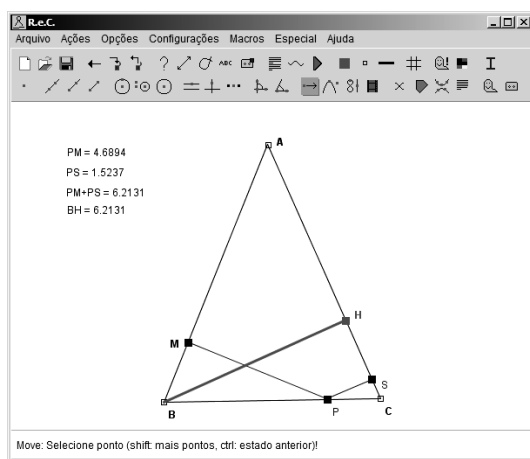 R.e.C.
Arquivo Ações Opções Configurações Macros Especial Ajuda
ABC
A
PM = 4.6894
PS = 1.5237
PM+PS = 6.2131
BH = 6.2131
H
M
S
B
P
C
Move: Selecione ponto (shift: mais pontos, ctrl: estado anterior)!